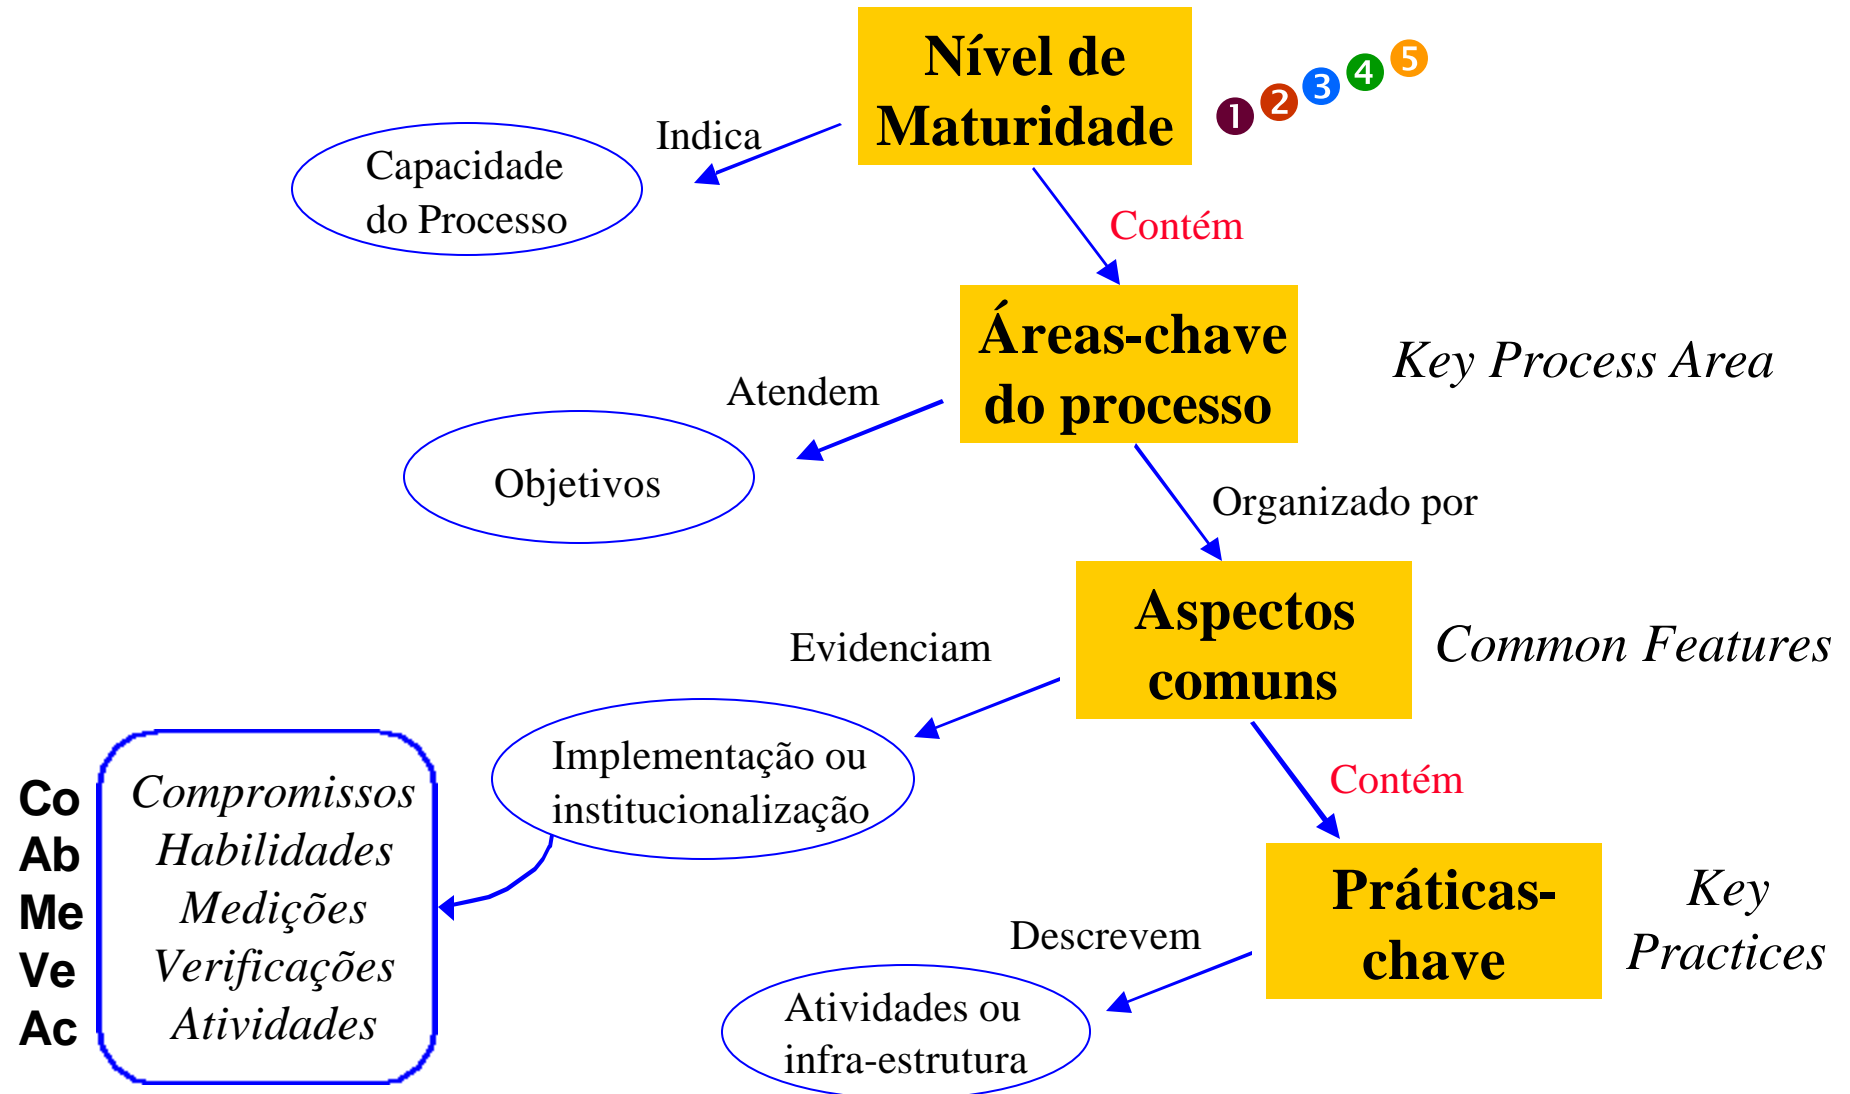 Nível de
Maturidade
1 2 3 4 5
Indica
Capacidade
do Processo
Contém
Áreas-chave
do processo
Key Process Area
Atendem
Objetivos
Organizado por
Aspectos
comuns
Common Features
Evidenciam
Implementação ou
institucionalização
Contém
Co Compromissos
Ab Habilidades
Me Medições
Ve Verificações
Ac Atividades
Práticas-
chave
Key
Practices
Descrevem
Atividades ou
infra-estrutura